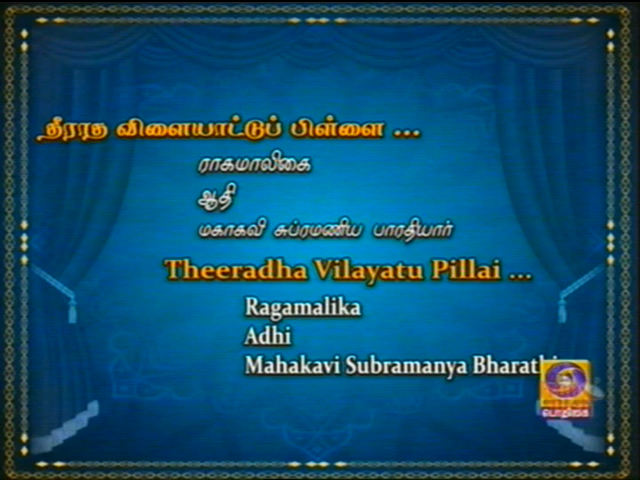 தீராத விளையாட்டுப் பிள்ளை ...
ராகமாலிகை
ஆதி
மகாகவி சுப்ரமணிய பாரதியார்
Theeradha Vilayatu Pillai ...
Ragamalika
Adhi
Mahakavi Subramanya Bharathi
பொதிகை